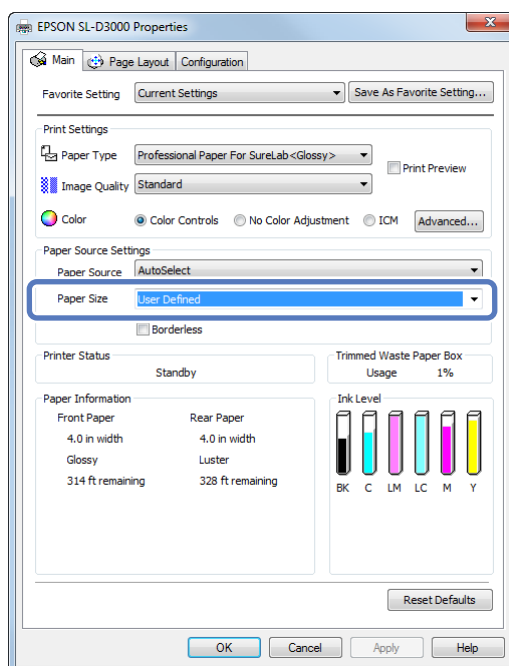 EPSON SL-D3000 Properties
Main Page Layout Configuration
Favorite Setting Current Settings Save As Favorite Setting...
Print Settings
Paper Type Professional Paper For SureLab<Glossy> Print Preview
Image Quality Standard
Color Color Controls No Color Adjustment ICM Advanced...
Paper Source Settings
Paper Source AutoSelect
Paper Size User Defined
Borderless
Printer Status Trimmed Waste Paper Box
Standby Usage 1%
Paper Information Ink Level
Front Paper Rear Paper
4.0 in width 4.0 in width
Glossy Luster
314 ft remaining 328 ft remaining
BK C LM LC M Y
Reset Defaults
OK Cancel Apply Help